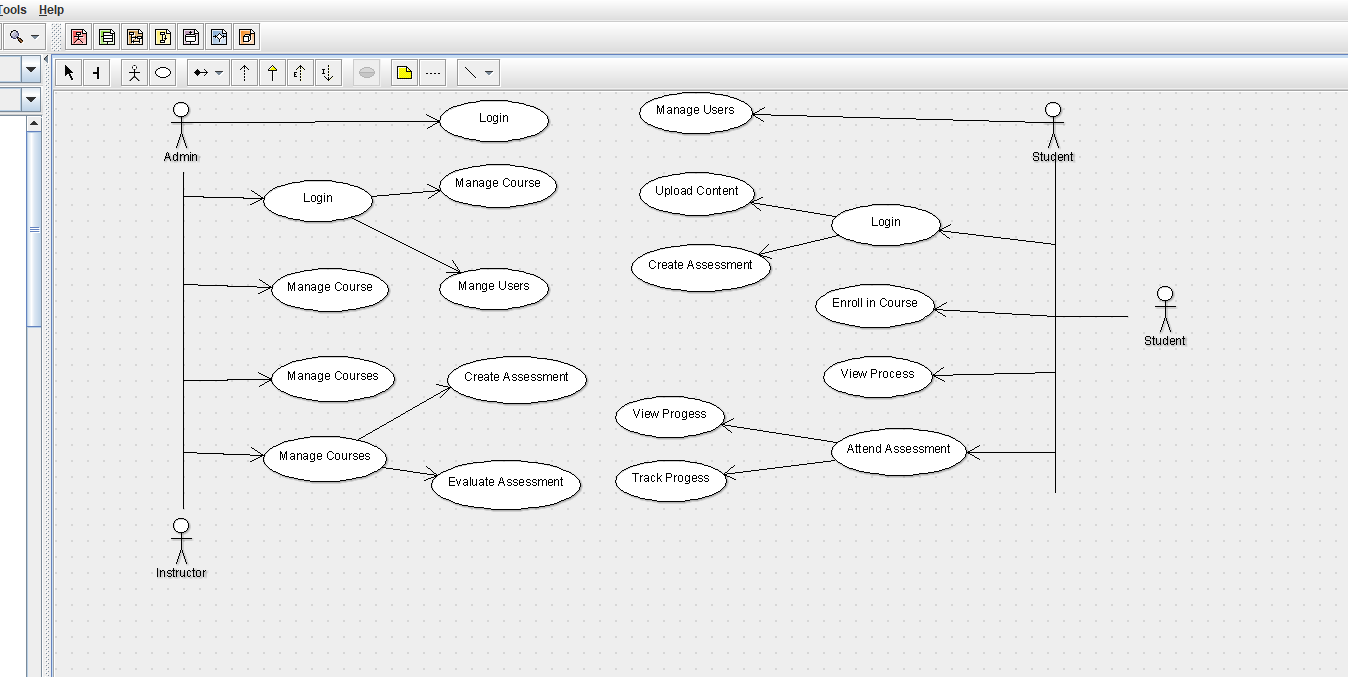 Tools Help
Login
Manage Users
Admin
Student
Manage Course
Upload Content
Login
Login
Create Assessment
Manage Course
Mange Users
Enroll in Course
Student
Manage Courses
Create Assessment
View Process
View Progess
Manage Courses
Attend Assessment
Evaluate Assessment
Track Progess
Instructor